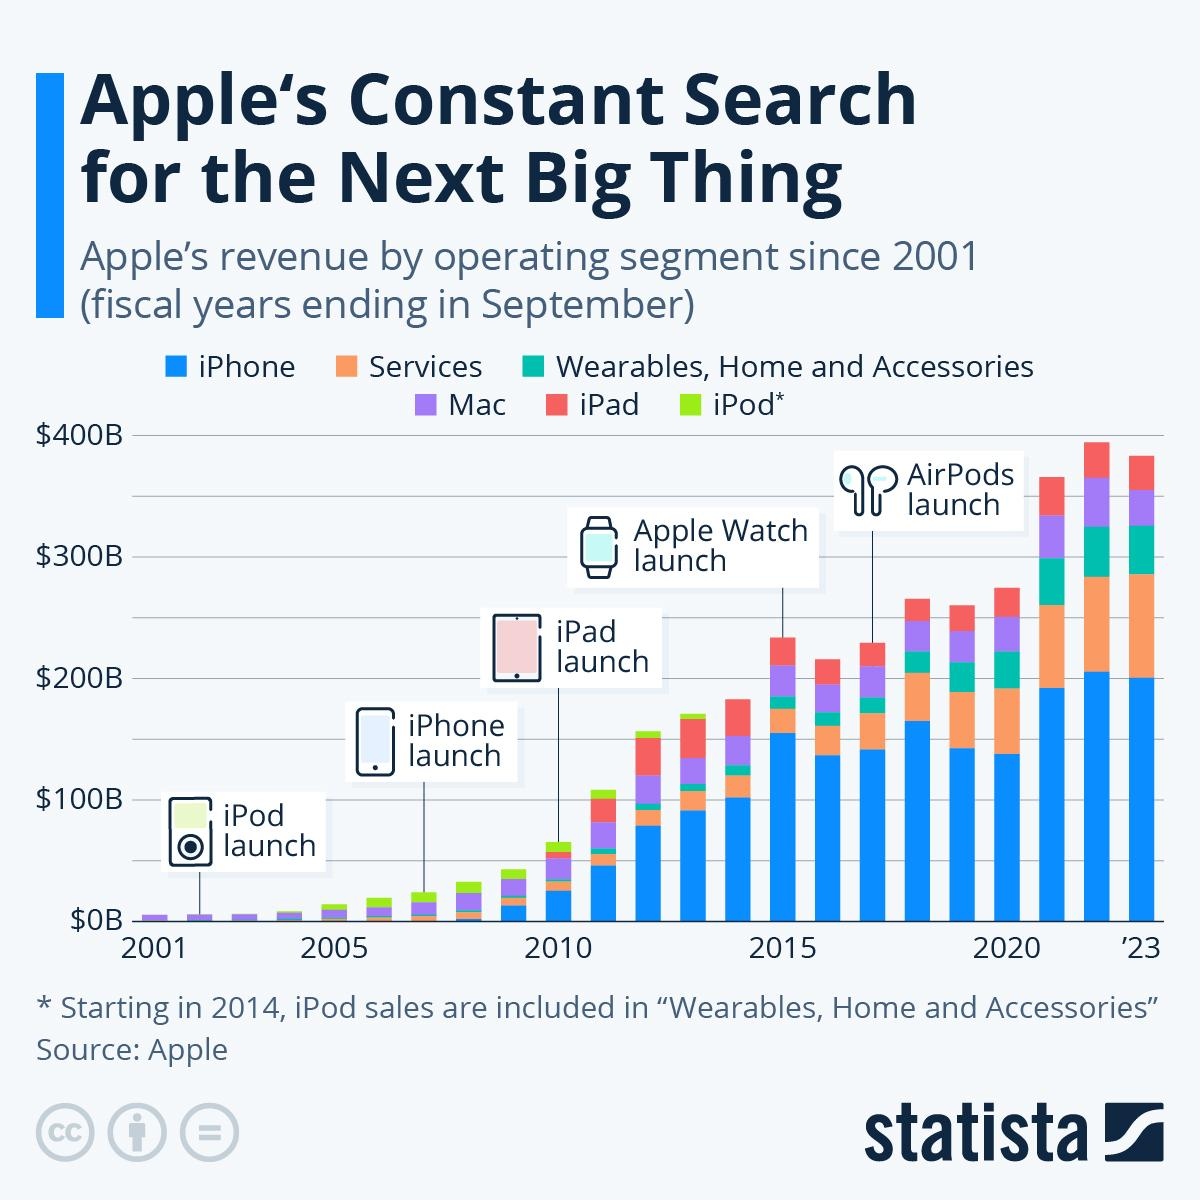 Apple‘s Constant Search
for the Next Big Thing
Apple’s revenue by operating segment since 2001
(fiscal years ending in September)
iPhone Services Wearables, Home and Accessories
Mac iPad iPod*
$400B
AirPods
launch
Apple Watch
launch
$300B
iPad
launch
$200B
iPhone
launch
$100B
iPod
launch
$0B
2001 2005 2010 2015 2020 ’23
* Starting in 2014, iPod sales are included in “Wearables, Home and Accessories”
Source: Apple
cc
statista